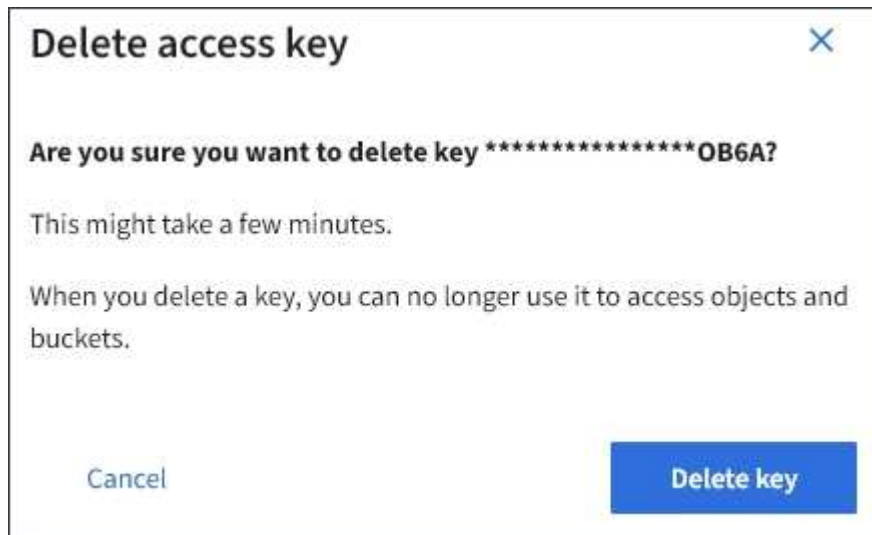 Delete access key
Are you sure you want to delete key ****************OB6A?
This might take a few minutes.
When you delete a key, you can no longer use it to access objects and
buckets.
Cancel
Delete key